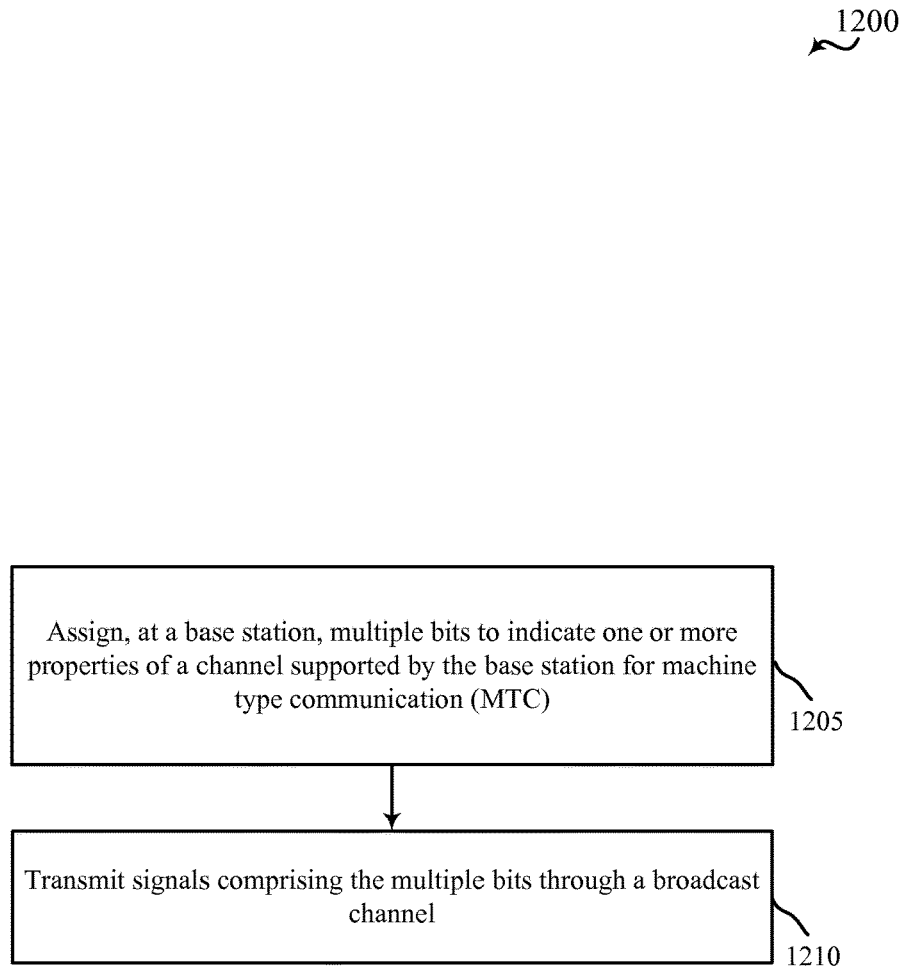 1200
Assign, at a base station, multiple bits to indicate one or more
properties of a channel supported by the base station for machine
type communication (MTC)
1205
Transmit signals comprising the multiple bits through a broadcast
channel
1210